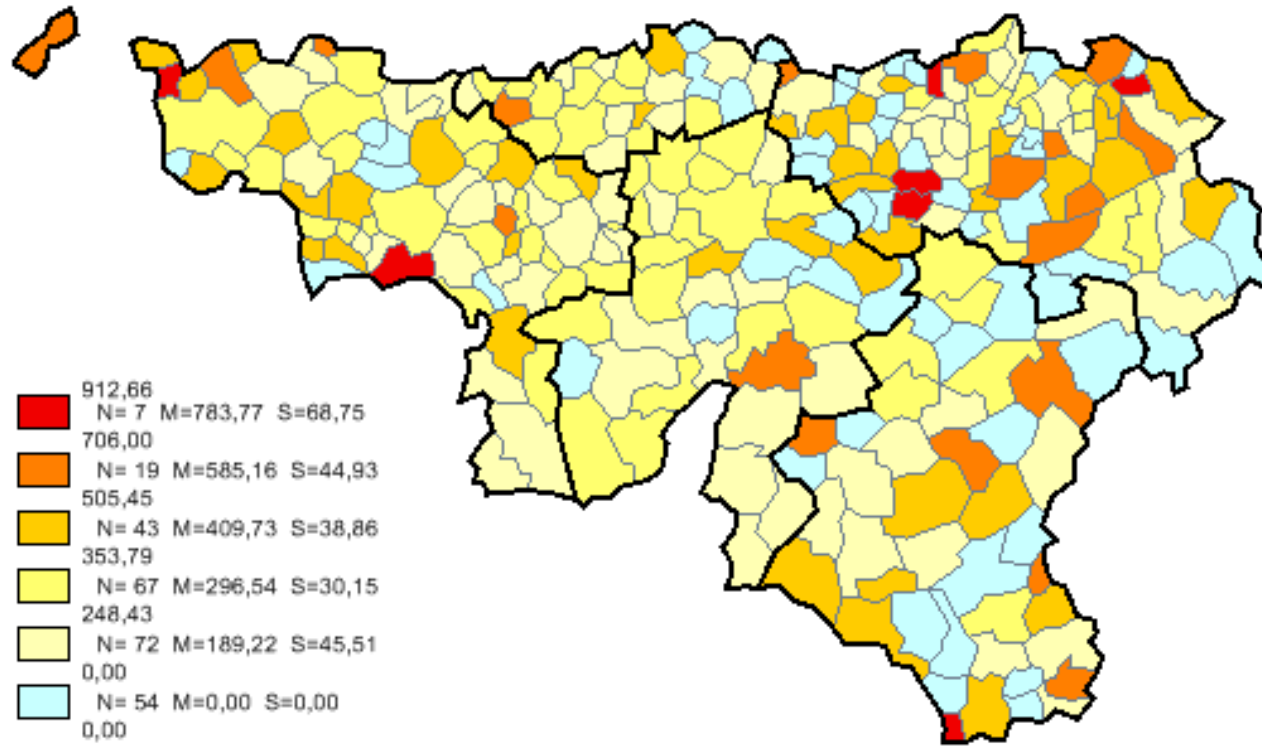 912,66
N= 7 M=783,77 S=68,75
706,00
N= 19 M=585,16 S=44,93
505,45
N= 43 M=409,73 S=38,86
353,79
N= 67 M=296,54 S=30,15
248,43
N= 72 M=189,22 S=45,51
0,00
N= 54 M=0,00 S=0,00
0,00